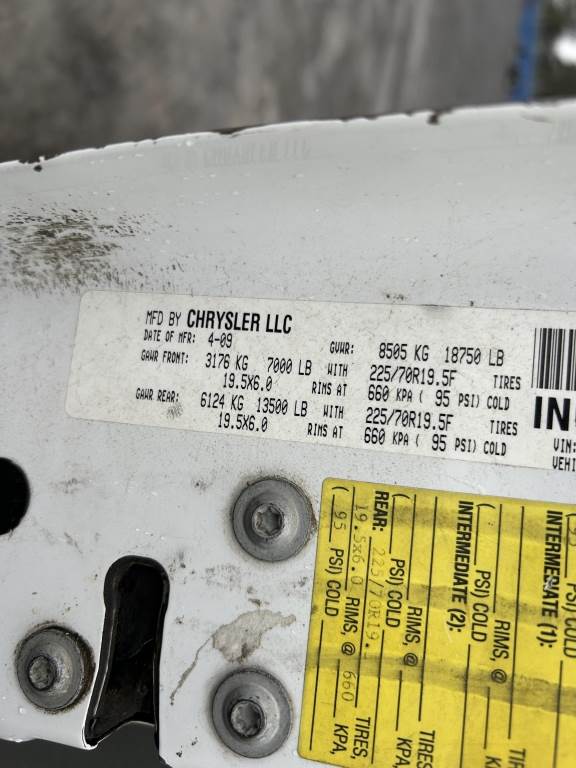 MFD BY CHRYSLER LLC
DATE OF MFR: 4-09 GVWR: 8505 KG 18750 LB
GAWR FRONT: 3176 KG 7000 LB WITH 225/70R19.5F TIRES
19.5X6.0 RIMS AT 660 KPA ( 95 PSI) COLD
GAWR REAR: 6124 KG 13500 LB WITH 225/70R19.5F TIRES
19.5X6.0 RIMS AT 660 KPA ( 95 PSI) COLD
VIN:
PSI) COLD
INTERMEDIATE (1):
TIRES,
RIMS, @ KPA,
( PSI) COLD
INTERMEDIATE (2):
TIRES,
RIMS, @ KPA,
( PSI) COLD
REAR: 225/70R19. TIRES,
19.5x6.0 RIMS, @ 660 KPA,
( 95 PSI) COLD